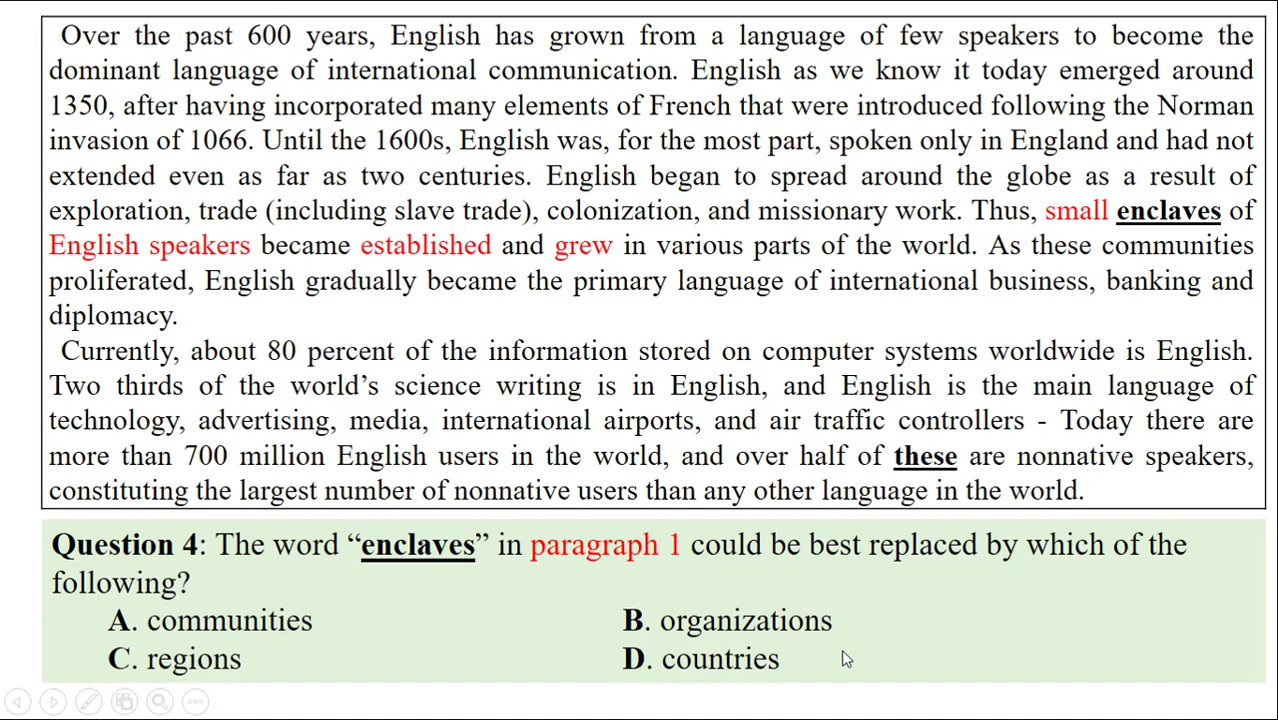 Over the past 600 years, English has grown from a language of few speakers to become the
dominant language of international communication. English as we know it today emerged around
1350, after having incorporated many elements of French that were introduced following the Norman
invasion of 1066. Until the 1600s, English was, for the most part, spoken only in England and had not
extended even as far as two centuries. English began to spread around the globe as a result of
exploration, trade (including slave trade), colonization, and missionary work. Thus, small enclaves of
English speakers became established and grew in various parts of the world. As these communities
proliferated, English gradually became the primary language of international business, banking and
diplomacy.
Currently, about 80 percent of the information stored on computer systems worldwide is English.
Two thirds of the world’s science writing is in English, and English is the main language of
technology, advertising, media, international airports, and air traffic controllers - Today there are
more than 700 million English users in the world, and over half of these are nonnative speakers,
constituting the largest number of nonnative users than any other language in the world.
Question 4: The word “enclaves” in paragraph 1 could be best replaced by which of the
following?
A. communities B. organizations
C. regions D. countries